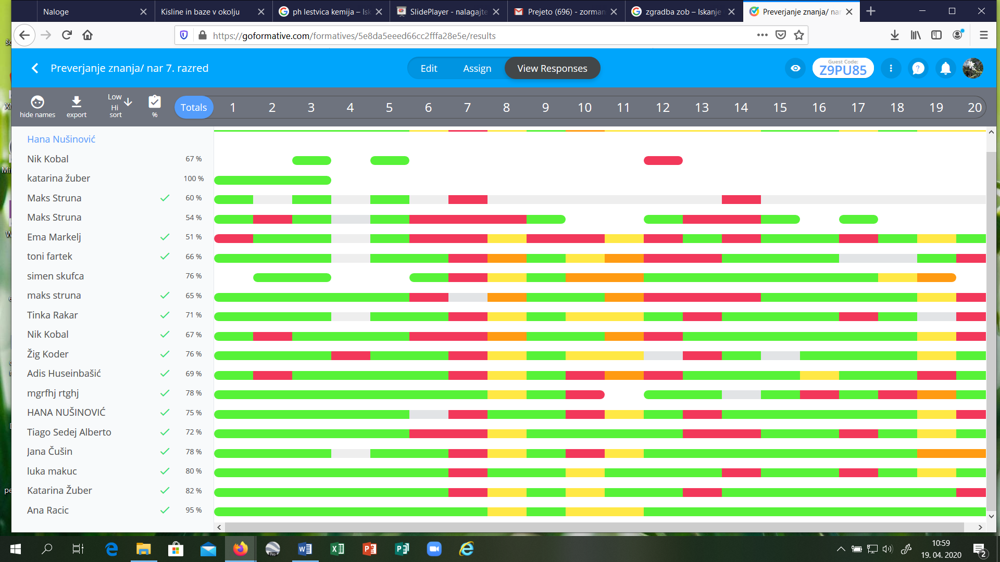 Naloge
Kisline in baze v okolju
ph lestvica kemija – Isk
SlidePlayer - nalagajte
Prejeto (696) - zorman
zgradba zob – Iskanje
Preverjanje znanja/ nar
https://goformative.com/formatives/5e8da5eeed66cc2fffa28e5e/results
Preverjanje znanja/ nar 7. razred
Edit
Assign
View Responses
Guest Code:
Z9PU85
hide names
export
Low
Hi
sort
%
Totals
1 2 3 4 5 6 7 8 9 10 11 12 13 14 15 16 17 18 19 20
Hana Nušinović
Nik Kobal 67 %
katarina žuber 100 %
Maks Struna 60 %
Maks Struna 54 %
Ema Markelj 51 %
toni fartek 66 %
simen skufca 76 %
maks struna 65 %
Tinka Rakar 71 %
Nik Kobal 67 %
Žig Koder 76 %
Adis Huseinbašić 69 %
mgrfhj rtghj 78 %
HANA NUŠINOVIĆ 75 %
Tiago Sedej Alberto 72 %
Jana Čušin 78 %
luka makuc 80 %
Katarina Žuber 82 %
Ana Racic 95 %
Pro
10:59
19. 04. 2020
2